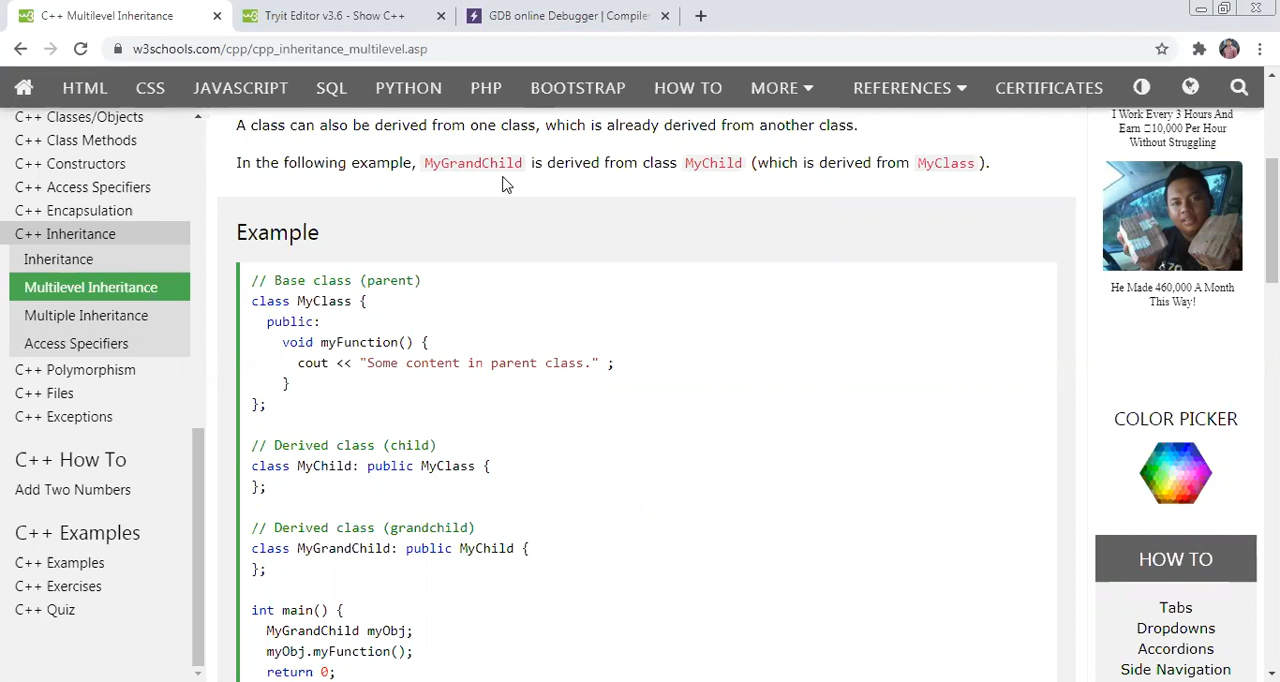 C++ Multilevel Inheritance
Tryit Editor v3.6 - Show C++
GDB online Debugger | Compiler
w3schools.com/cpp/cpp_inheritance_multilevel.asp
HTML CSS JAVASCRIPT SQL PYTHON PHP BOOTSTRAP HOW TO MORE REFERENCES CERTIFICATES
C++ Classes/Objects
C++ Class Methods
C++ Constructors
C++ Access Specifiers
C++ Encapsulation
C++ Inheritance
Inheritance
Multilevel Inheritance
Multiple Inheritance
Access Specifiers
C++ Polymorphism
C++ Files
C++ Exceptions
C++ How To
Add Two Numbers
C++ Examples
C++ Examples
C++ Exercises
C++ Quiz
A class can also be derived from one class, which is already derived from another class.
In the following example, MyGrandChild is derived from class MyChild (which is derived from MyClass ).
Example
// Base class (parent)
class MyClass {
public:
void myFunction() {
cout << "Some content in parent class." ;
}
};
// Derived class (child)
class MyChild: public MyClass {
};
// Derived class (grandchild)
class MyGrandChild: public MyChild {
};
int main() {
MyGrandChild myObj;
myObj.myFunction();
return 0;
I Work Every 3 Hours And
Earn ▯10,000 Per Hour
Without Struggling
He Made 460,000 A Month
This Way!
COLOR PICKER
HOW TO
Tabs
Dropdowns
Accordions
Side Navigation